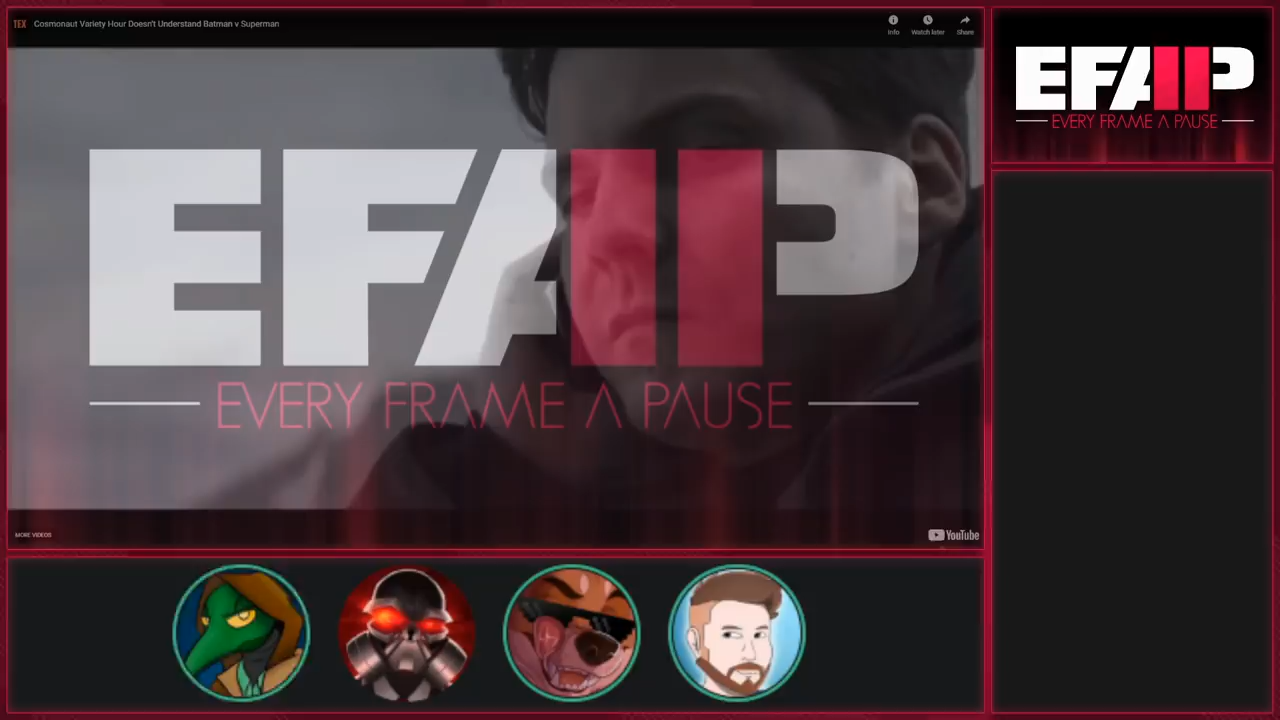 TEX Cosmonaut Variety Hour Doesn't Understand Batman v Superman
Info
Watch later
Share
EFAP
EVERY FRAME A PAUSE
MORE VIDEOS
YouTube
EFAP
EVERY FRAME A PAUSE